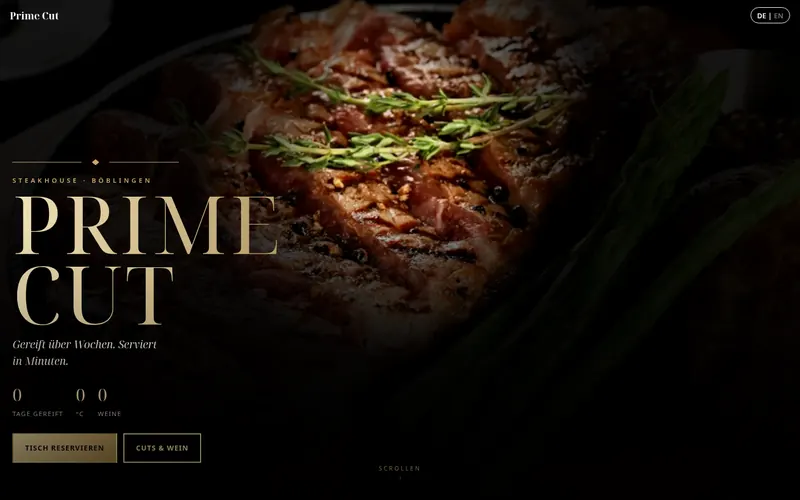 Prime Cut
DE | EN
STEAKHOUSE · BÖBLINGEN
PRIME
CUT
Gereift über Wochen. Serviert
in Minuten.
0 0 0
TAGE GEREIFT °C WEINE
TISCH RESERVIEREN CUTS & WEIN
SCROLLEN